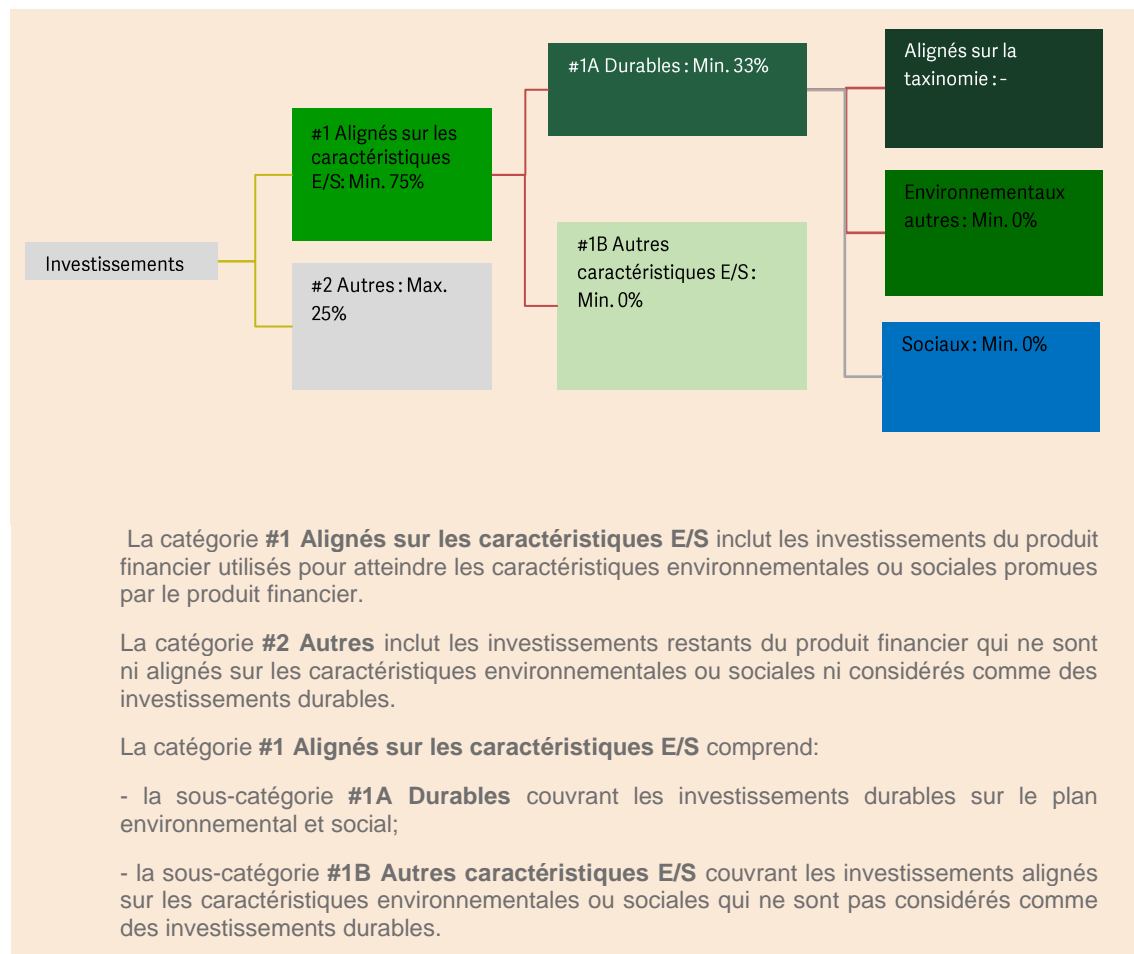 Investissements
#1 Alignés sur les
caractéristiques
E/S: Min. 75%
#2 Autres : Max.
25%
#1A Durables : Min. 33%
#1B Autres
caractéristiques E/S :
Min. 0%
Alignés sur la
taxinomie : -
Environnementaux
autres : Min. 0%
Sociaux : Min. 0%
La catégorie #1 Alignés sur les caractéristiques E/S inclut les investissements du produit
financier utilisés pour atteindre les caractéristiques environnementales ou sociales promues
par le produit financier.
La catégorie #2 Autres inclut les investissements restants du produit financier qui ne sont
ni alignés sur les caractéristiques environnementales ou sociales ni considérés comme des
investissements durables.
La catégorie #1 Alignés sur les caractéristiques E/S comprend:
- la sous-catégorie #1A Durables couvrant les investissements durables sur le plan
environnemental et social;
- la sous-catégorie #1B Autres caractéristiques E/S couvrant les investissements alignés
sur les caractéristiques environnementales ou sociales qui ne sont pas considérés comme
des investissements durables.